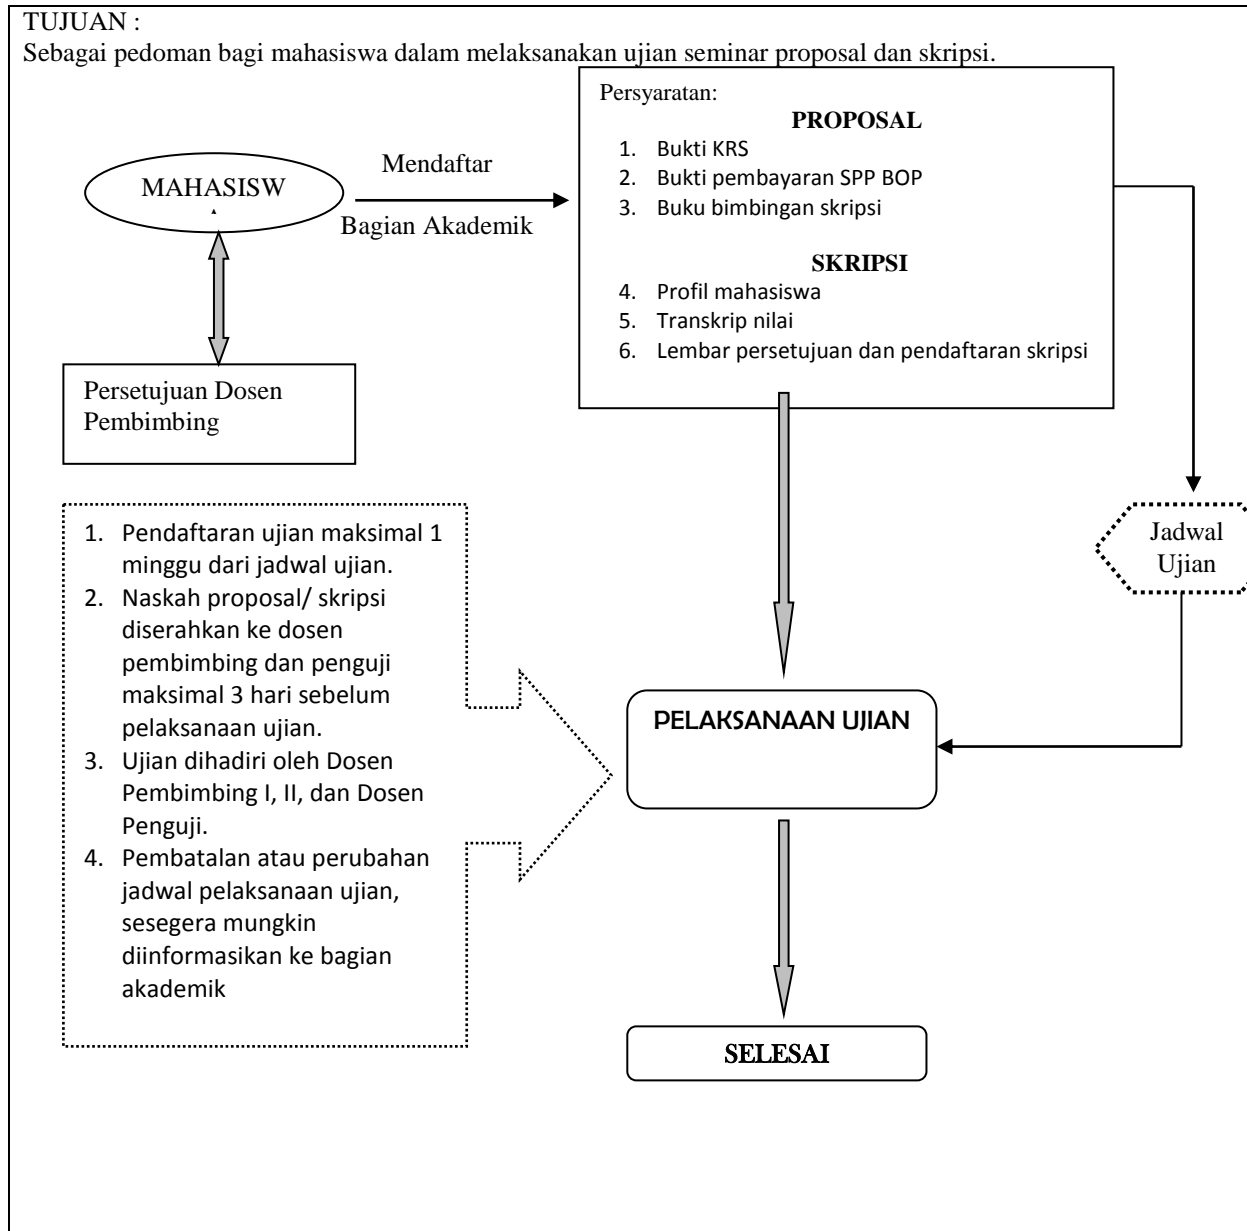 TUJUAN :
Sebagai pedoman bagi mahasiswa dalam melaksanakan ujian seminar proposal dan skripsi.
Persyaratan:
PROPOSAL
1. Bukti KRS
2. Bukti pembayaran SPP BOP
3. Buku bimbingan skripsi
SKRIPSI
4. Profil mahasiswa
5. Transkrip nilai
6. Lembar persetujuan dan pendaftaran skripsi
MAHASISW
Mendaftar
Bagian Akademik
Persetujuan Dosen
Pembimbing
1. Pendaftaran ujian maksimal 1
minggu dari jadwal ujian.
2. Naskah proposal/ skripsi
diserahkan ke dosen
pembimbing dan penguji
maksimal 3 hari sebelum
pelaksanaan ujian.
3. Ujian dihadiri oleh Dosen
Pembimbing I, II, dan Dosen
Penguji.
4. Pembatalan atau perubahan
jadwal pelaksanaan ujian,
sesegera mungkin
diinformasikan ke bagian
akademik
Jadwal
Ujian
PELAKSANAAN UJIAN
SELESAI